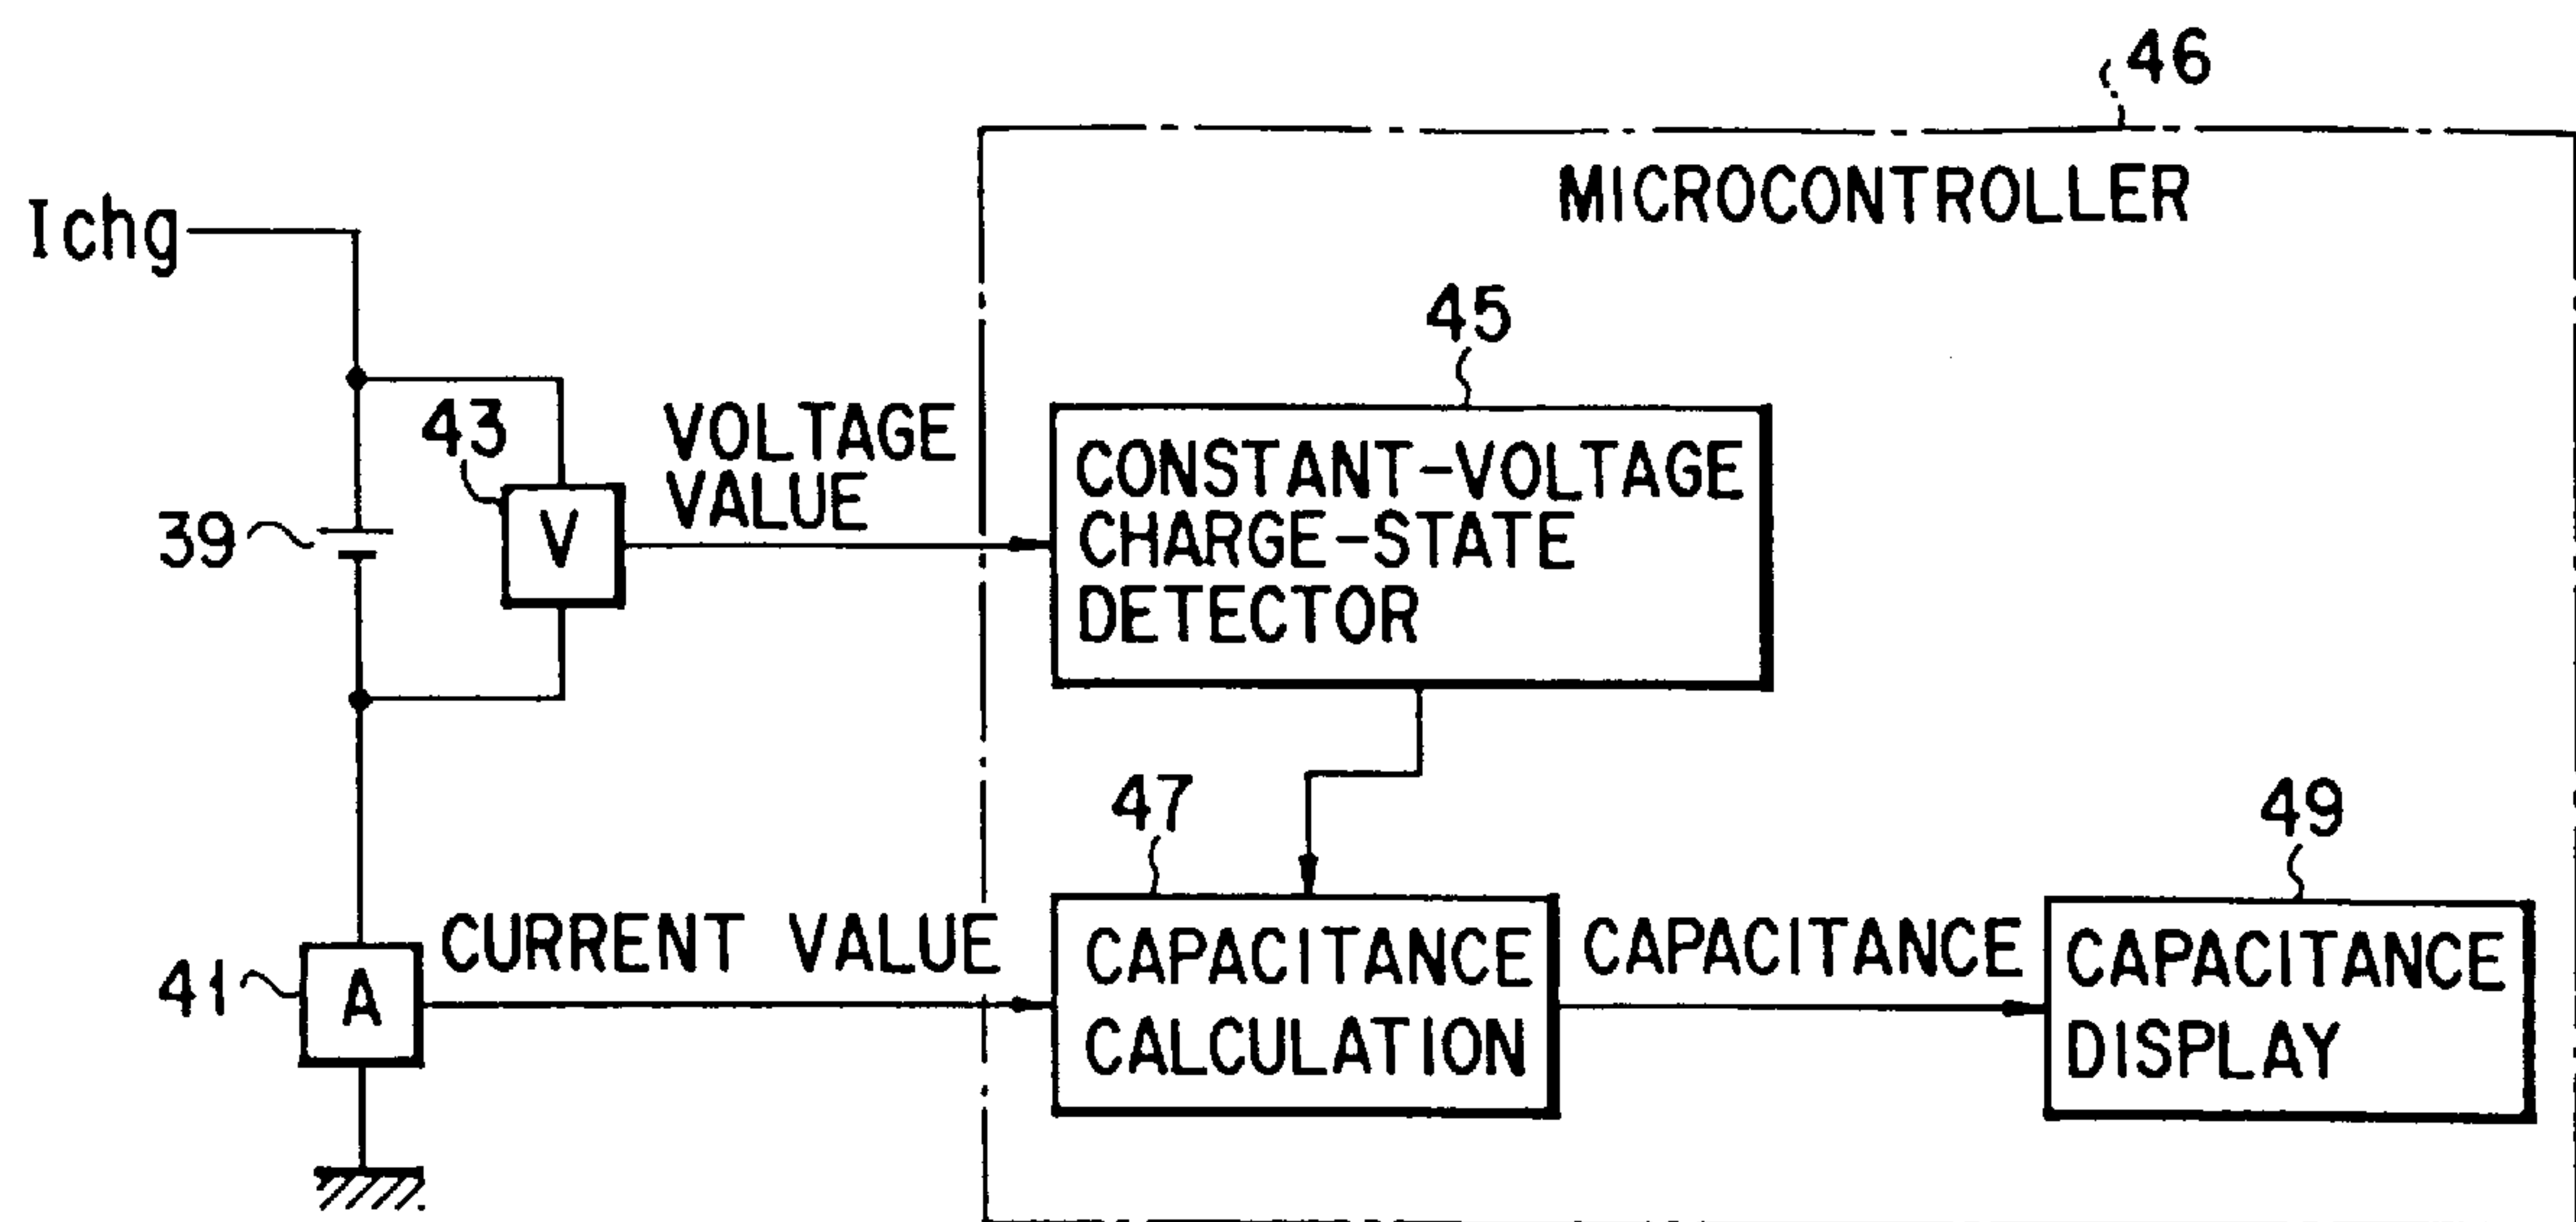 46
MICROCONTROLLER
Ichg
45
43
VOLTAGE
VALUE
CONSTANT-VOLTAGE
CHARGE-STATE
DETECTOR
39
V
47
49
41
A
CURRENT VALUE
CAPACITANCE
CALCULATION
CAPACITANCE
CAPACITANCE
DISPLAY